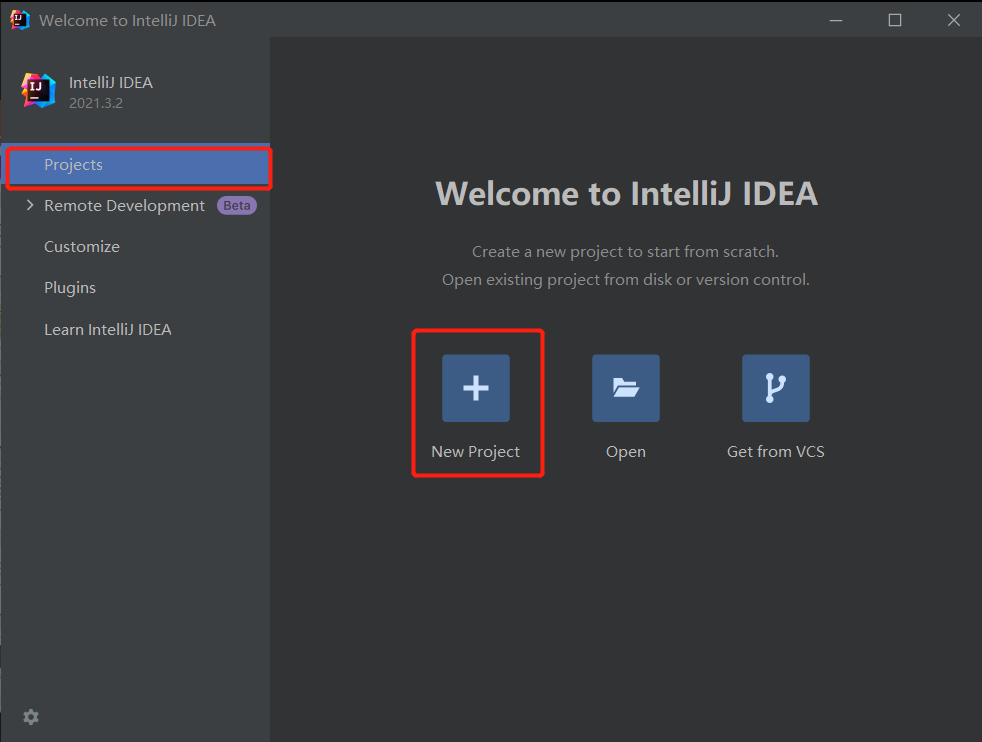 Welcome to IntelliJ IDEA
IntelliJ IDEA
2021.3.2
Projects
Remote Development Beta
Customize
Plugins
Learn IntelliJ IDEA
Welcome to IntelliJ IDEA
Create a new project to start from scratch.
Open existing project from disk or version control.
New Project
Open
Get from VCS